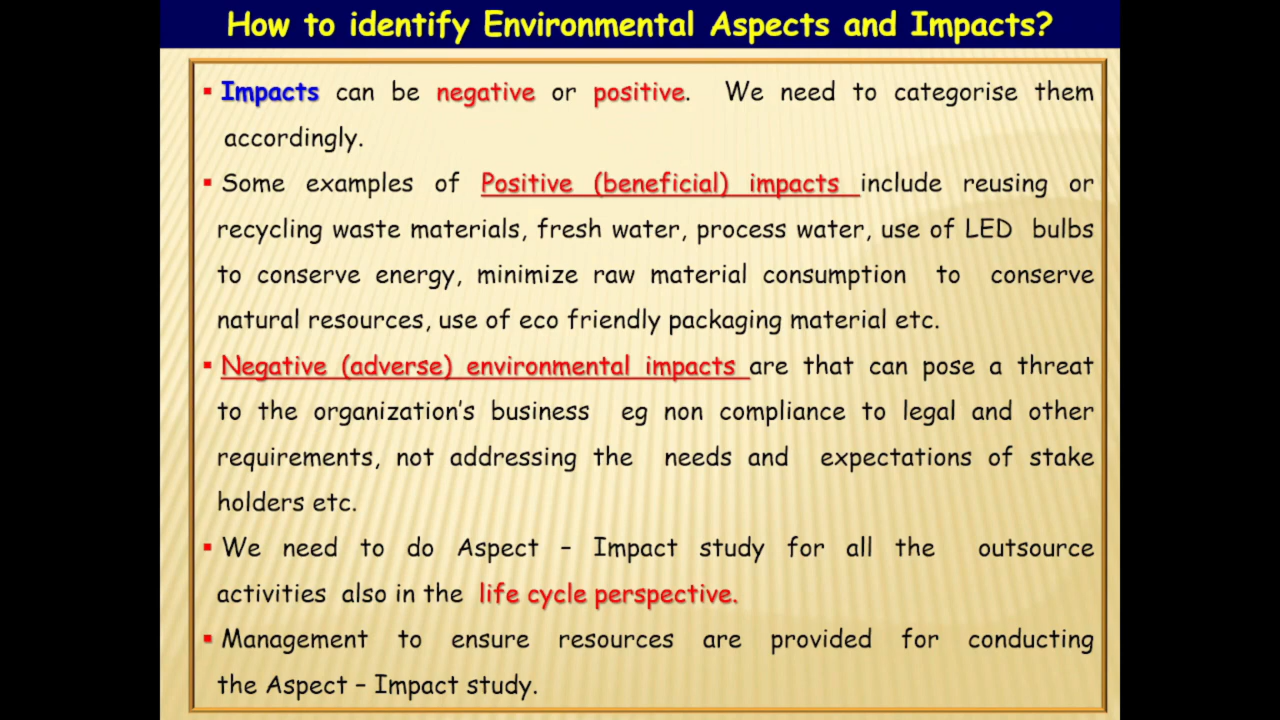 How to identify Environmental Aspects and Impacts?
▪ Impacts can be negative or positive. We need to categorise them
accordingly.
▪ Some examples of Positive (beneficial) impacts include reusing or
recycling waste materials, fresh water, process water, use of LED bulbs
to conserve energy, minimize raw material consumption to conserve
natural resources, use of eco friendly packaging material etc.
▪ Negative (adverse) environmental impacts are that can pose a threat
to the organization's business eg non compliance to legal and other
requirements, not addressing the needs and expectations of stake
holders etc.
▪ We need to do Aspect – Impact study for all the outsource
activities also in the life cycle perspective.
▪ Management to ensure resources are provided for conducting
the Aspect – Impact study.